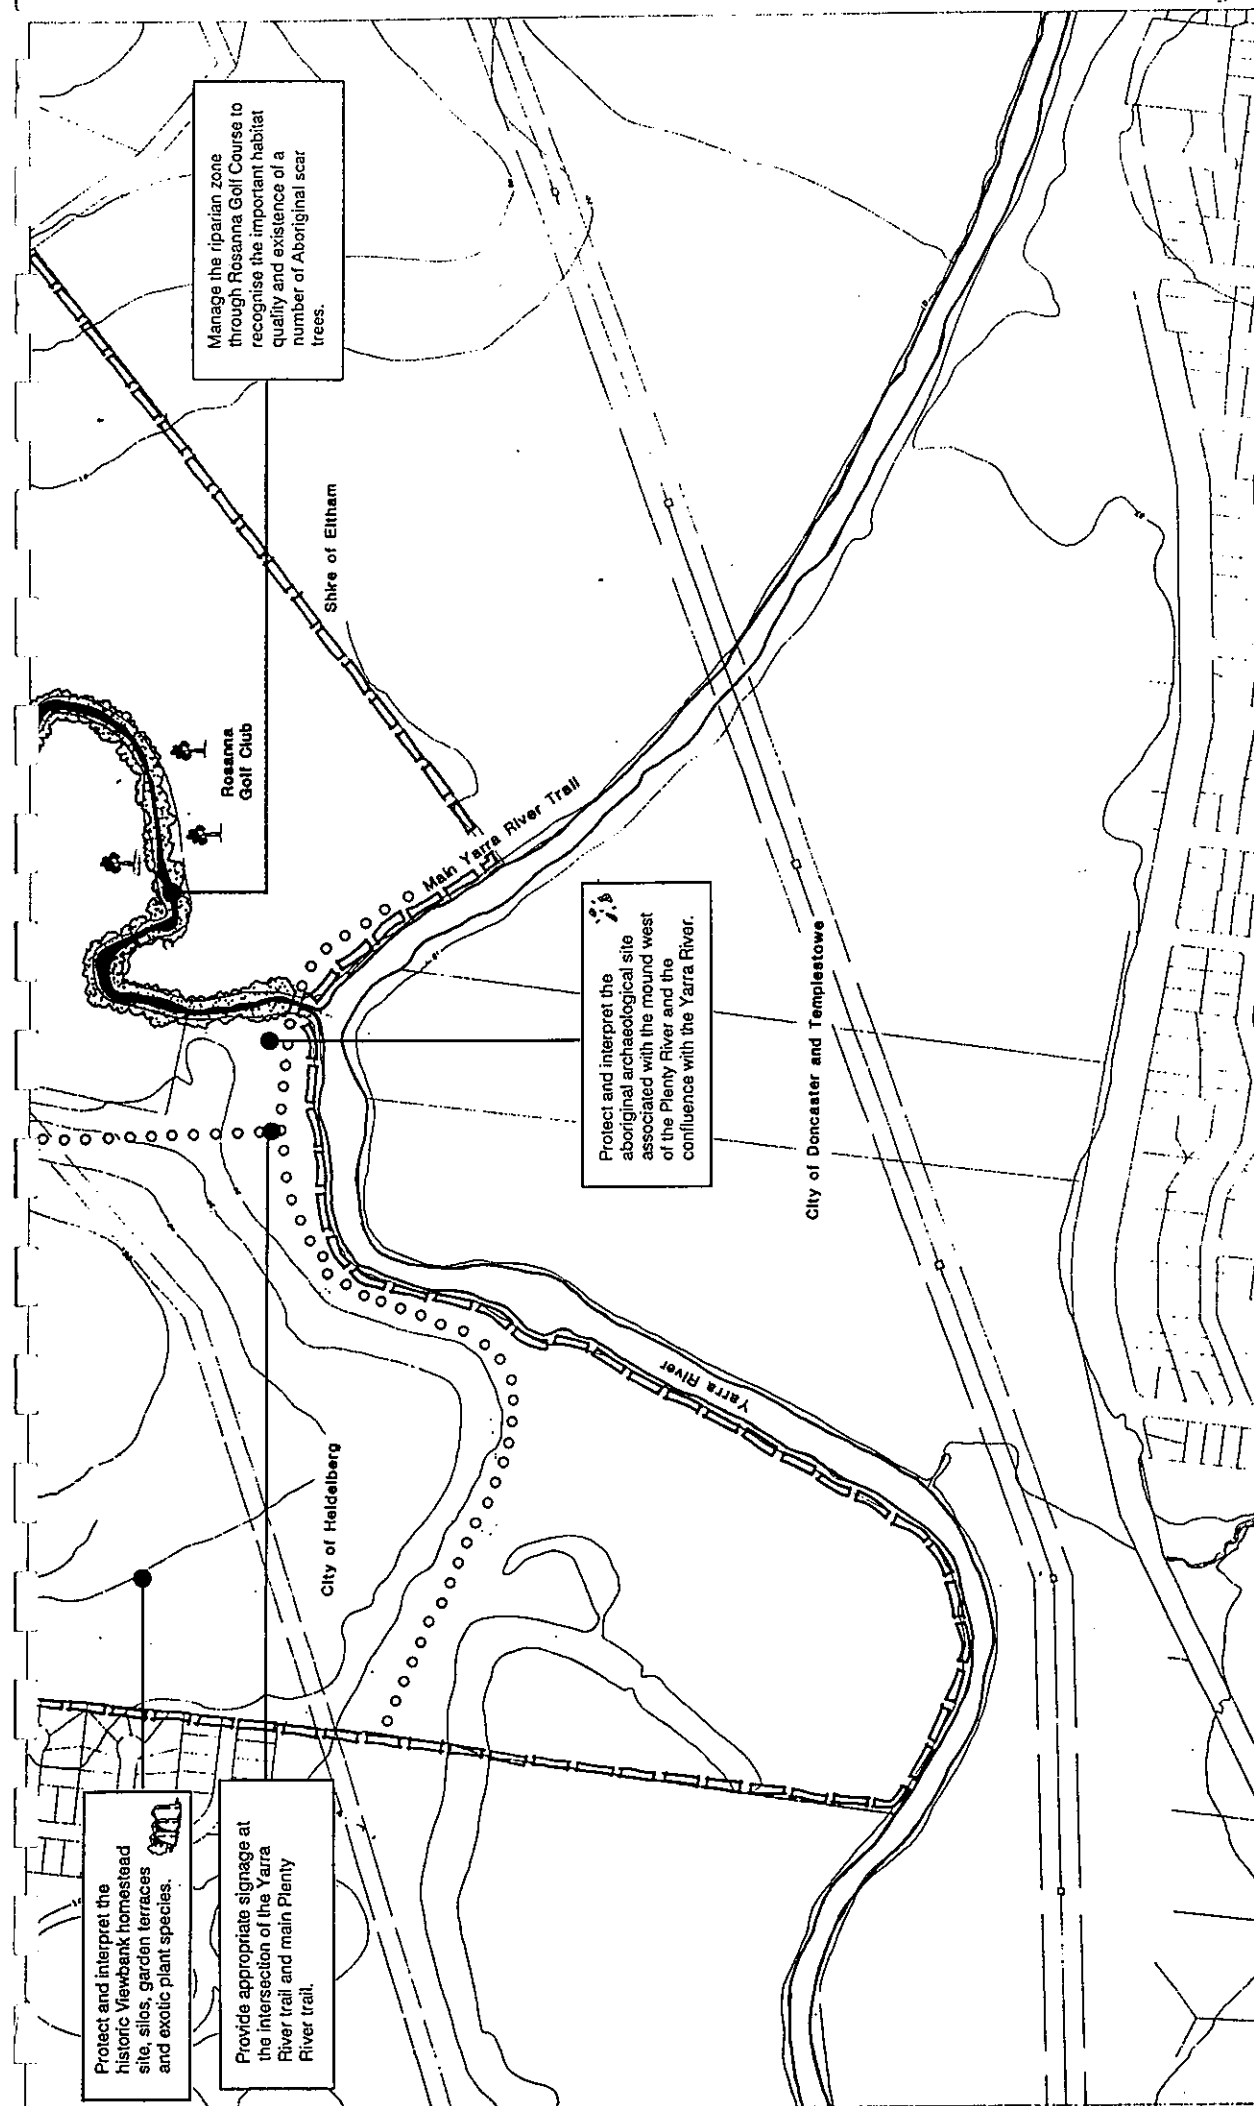 Protect and interpret the
historic Viewbank homestead
site, silos, garden terraces
and exotic plant species.
Provide appropriate signage at
the intersection of the Yarra
River trail and main Plenty
River trail.
City of Heidelberg
Yarra River
Protect and interpret the
aboriginal archaeological site
associated with the mound west
of the Plenty River and the
confluence with the Yarra River.
City of Doncaster and Templestowe
Main Yarra River Trail
Rosanna
Golf Club
Shire of Eltham
Manage the riparian zone
through Rosanna Golf Course to
recognise the important habitat
quality and existence of a
number of Aboriginal scar
trees.